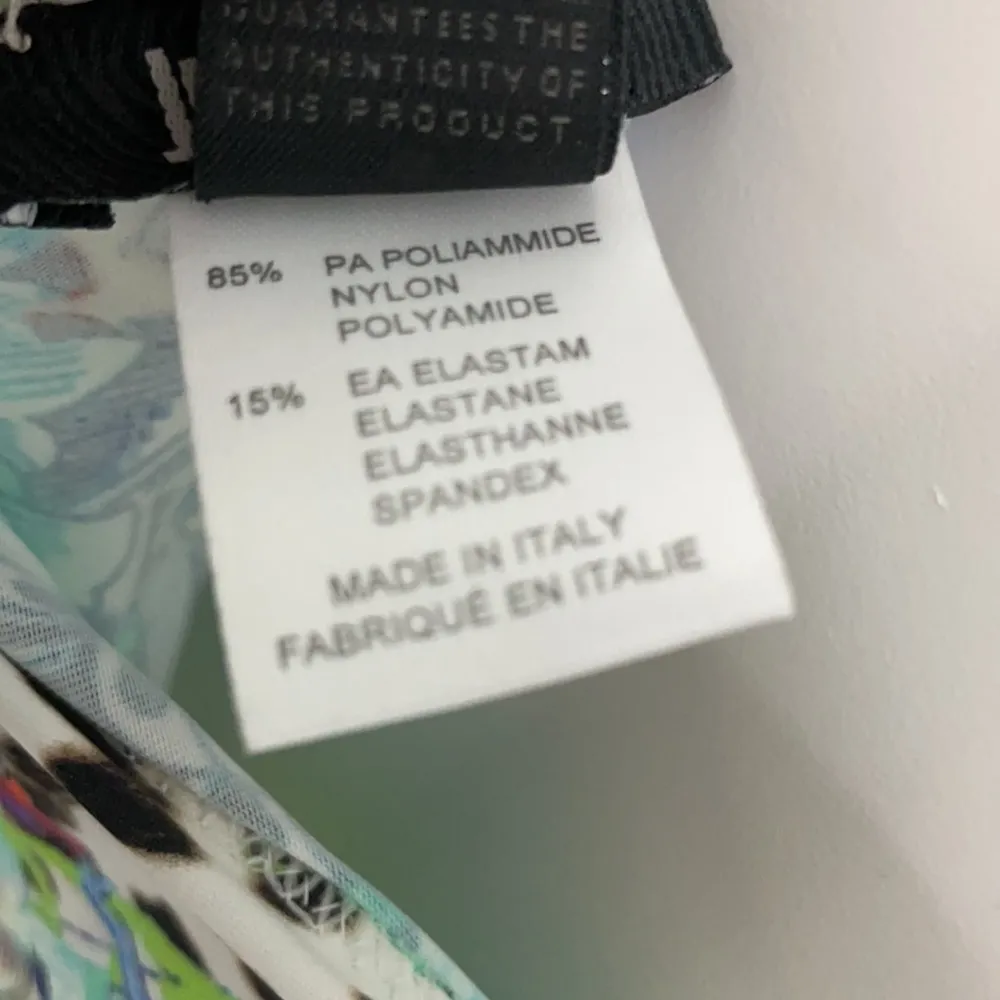 GUARANTEES THE
AUTHENTICITY OF
THIS PRODUCT
85% PA POLIAMMIDE
NYLON
POLYAMIDE
15% EA ELASTAM
ELASTANE
ELASTHANNE
SPANDEX
MADE IN ITALY
FABRIQUÉ EN ITALIE